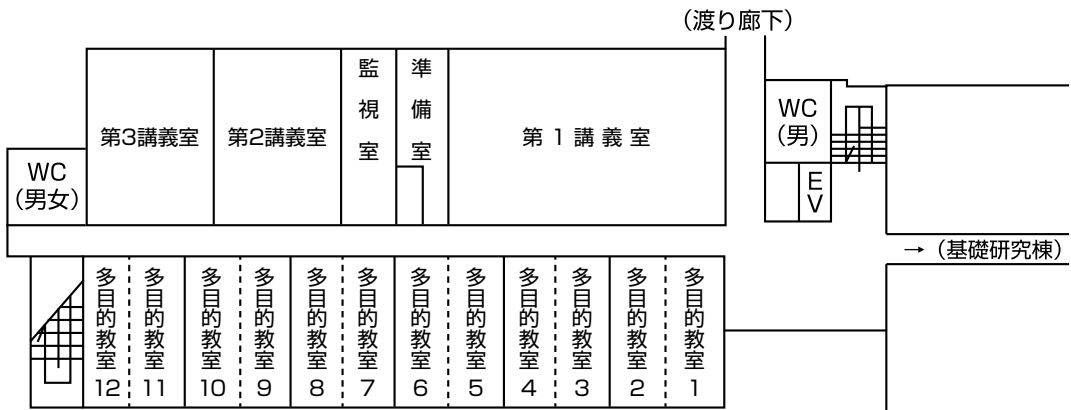 （渡り廊下）
監視室
準備室
第3講義室
第2講義室
第 1 講 義 室
WC
（男）
WC
（男女）
EV
→（基礎研究棟）
多目的教室12
多目的教室11
多目的教室10
多目的教室9
多目的教室8
多目的教室7
多目的教室6
多目的教室5
多目的教室4
多目的教室3
多目的教室2
多目的教室1